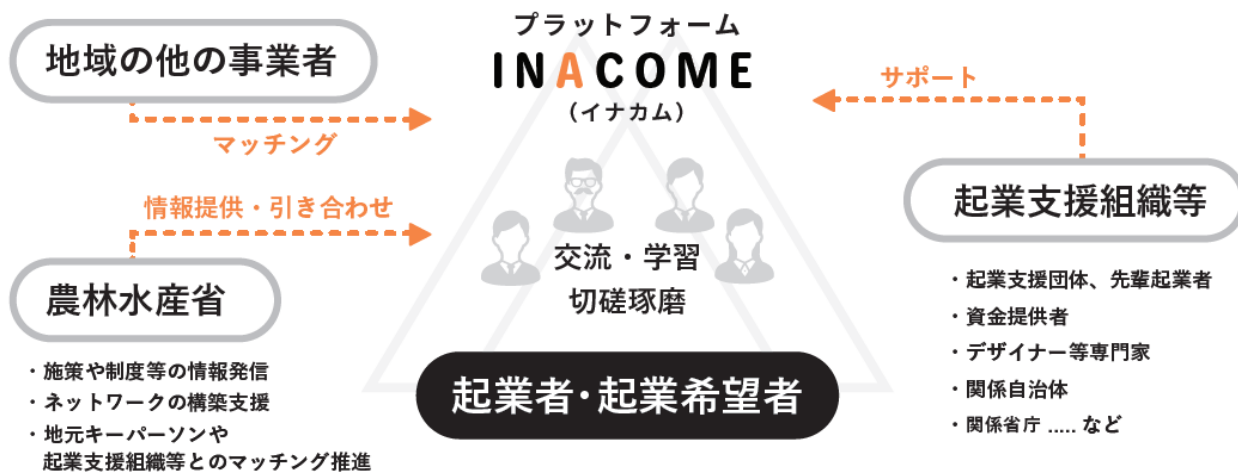 プラットフォーム
INACOME
(イナカム)
地域の他の事業者
マッチング
サポート
情報提供・引き合わせ
農林水産省
・施策や制度等の情報発信
・ネットワークの構築支援
・地元キーパーソンや
起業支援組織等とのマッチング推進
交流・学習
切磋琢磨
起業者・起業希望者
起業支援組織等
・起業支援団体、先輩起業者
・資金提供者
・デザイナー等専門家
・関係自治体
・関係省庁 ..... など